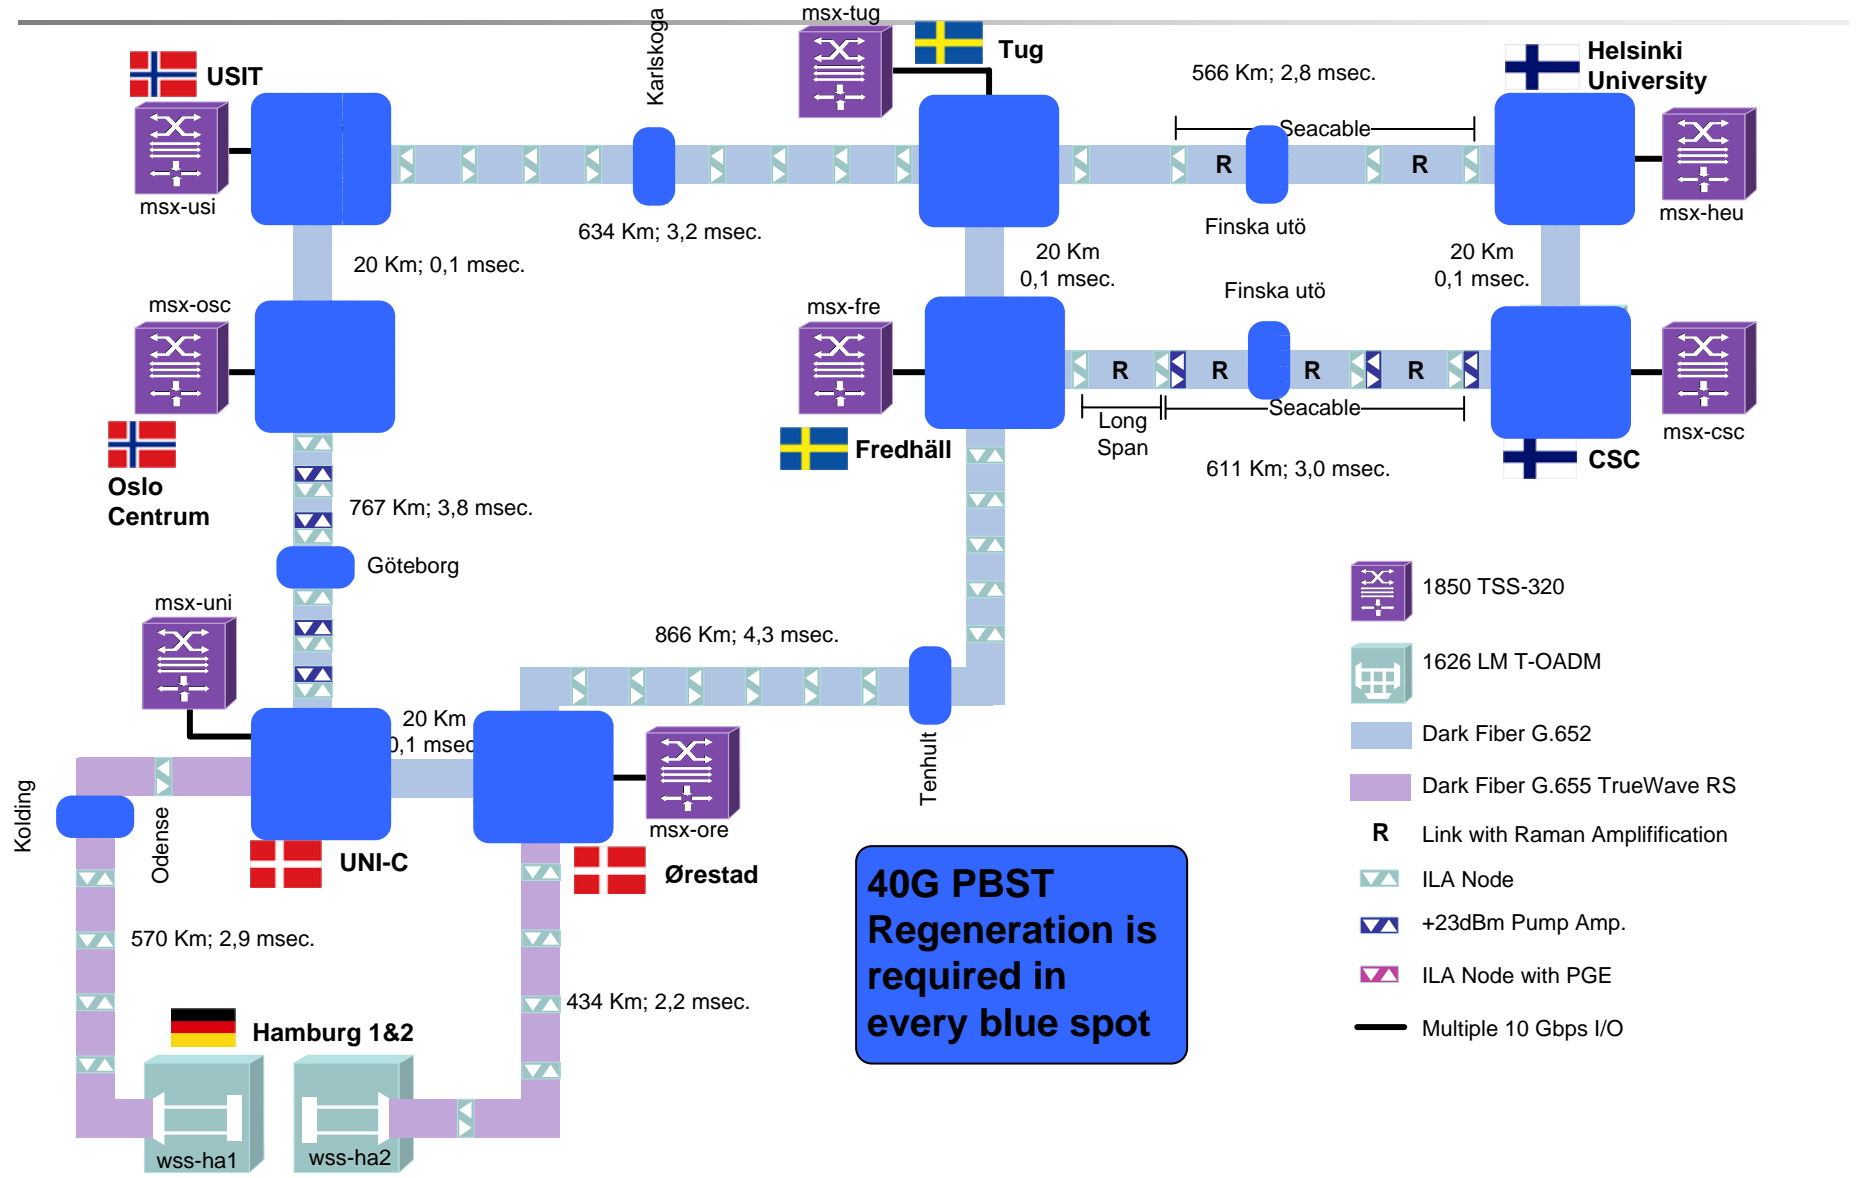 msx-tug
Karlskoga
Tug
USIT
566 Km; 2,8 msec.
Helsinki
University
Seacable
R
R
msx-usi
msx-heu
634 Km; 3,2 msec.
Finska utö
20 Km; 0,1 msec.
20 Km
0,1 msec.
20 Km
0,1 msec.
Finska utö
msx-osc
msx-fre
R
R
R
R
Seacable
Long
Span
msx-csc
Fredhäll
611 Km; 3,0 msec.
CSC
Oslo
Centrum
767 Km; 3,8 msec.
Göteborg
msx-uni
866 Km; 4,3 msec.
20 Km
0,1 msec
Tenhult
Kolding
Odense
msx-ore
UNI-C
Ørestad
570 Km; 2,9 msec.
434 Km; 2,2 msec.
Hamburg 1&2
wss-ha1
wss-ha2
40G PBST
Regeneration is
required in
every blue spot
1850 TSS-320
1626 LM T-OADM
Dark Fiber G.652
Dark Fiber G.655 TrueWave RS
R Link with Raman Amplifification
ILA Node
+23dBm Pump Amp.
ILA Node with PGE
Multiple 10 Gbps I/O